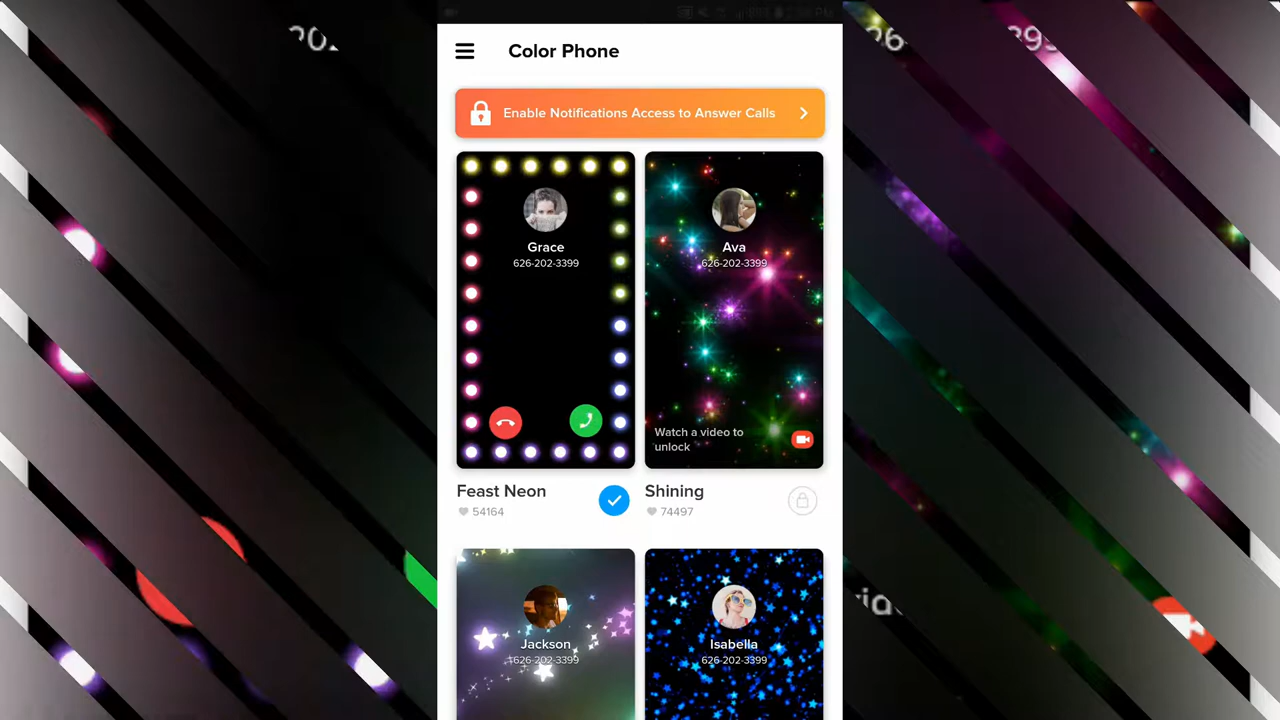 Color Phone
Enable Notifications Access to Answer Calls
Grace
626-202-3399
Ava
626-202-3399
Watch a video to
unlock
Feast Neon
54164
Shining
74497
Jackson
626-202-3399
Isabella
626-202-3399